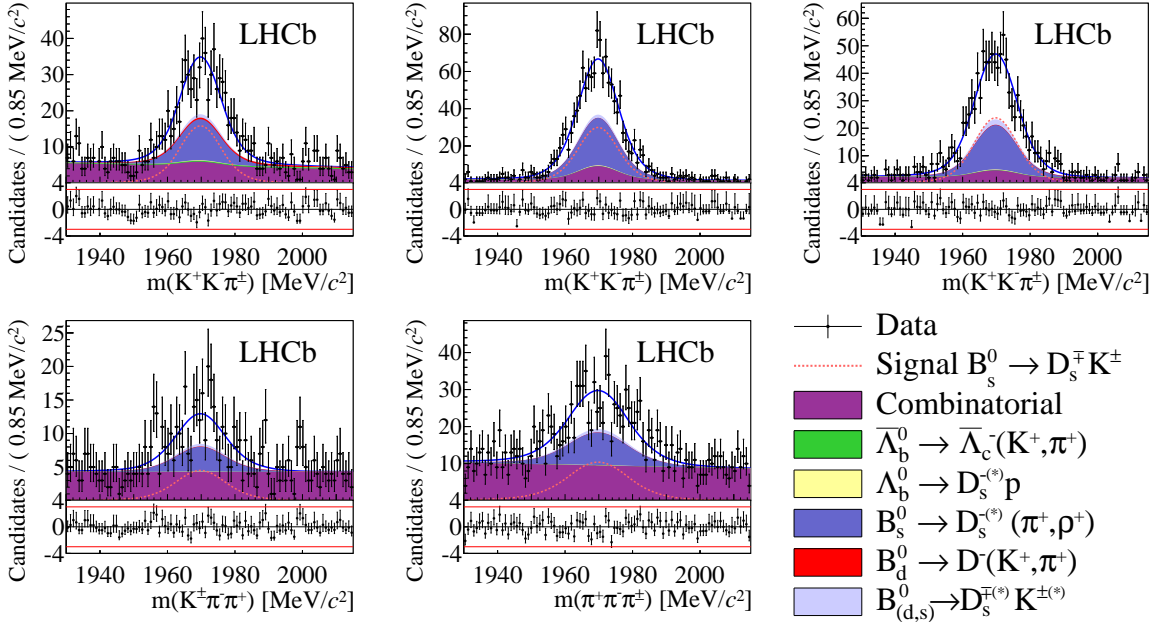 Candidates / ( 0.85 MeV/c²)
LHCb
40
30
20
10
4
0
-4
1940 1960 1980 2000
m(K⁺K⁻π±) [MeV/c²]
Candidates / ( 0.85 MeV/c²)
LHCb
80
60
40
20
4
0
-4
1940 1960 1980 2000
m(K⁺K⁻π±) [MeV/c²]
Candidates / ( 0.85 MeV/c²)
LHCb
60
50
40
30
20
10
4
0
-4
1940 1960 1980 2000
m(K⁺K⁻π±) [MeV/c²]
Candidates / ( 0.85 MeV/c²)
LHCb
25
20
15
10
5
4
0
-4
1940 1960 1980 2000
m(K±π⁻π⁺) [MeV/c²]
Candidates / ( 0.85 MeV/c²)
LHCb
40
30
20
10
4
0
-4
1940 1960 1980 2000
m(π⁺π⁻π±) [MeV/c²]
Data
Signal B⁰ₛ → Dₛ∓ K±
Combinatorial
Λ̅⁰_b → Λ̅⁻_c(K⁺,π⁺)
Λ⁰_b → Dₛ⁻⁽*⁾p
B⁰ₛ → Dₛ⁻⁽*⁾ (π⁺,ρ⁺)
B⁰_d → D⁻(K⁺,π⁺)
B⁰_(d,s) → Dₛ∓⁽*⁾ K±⁽*⁾